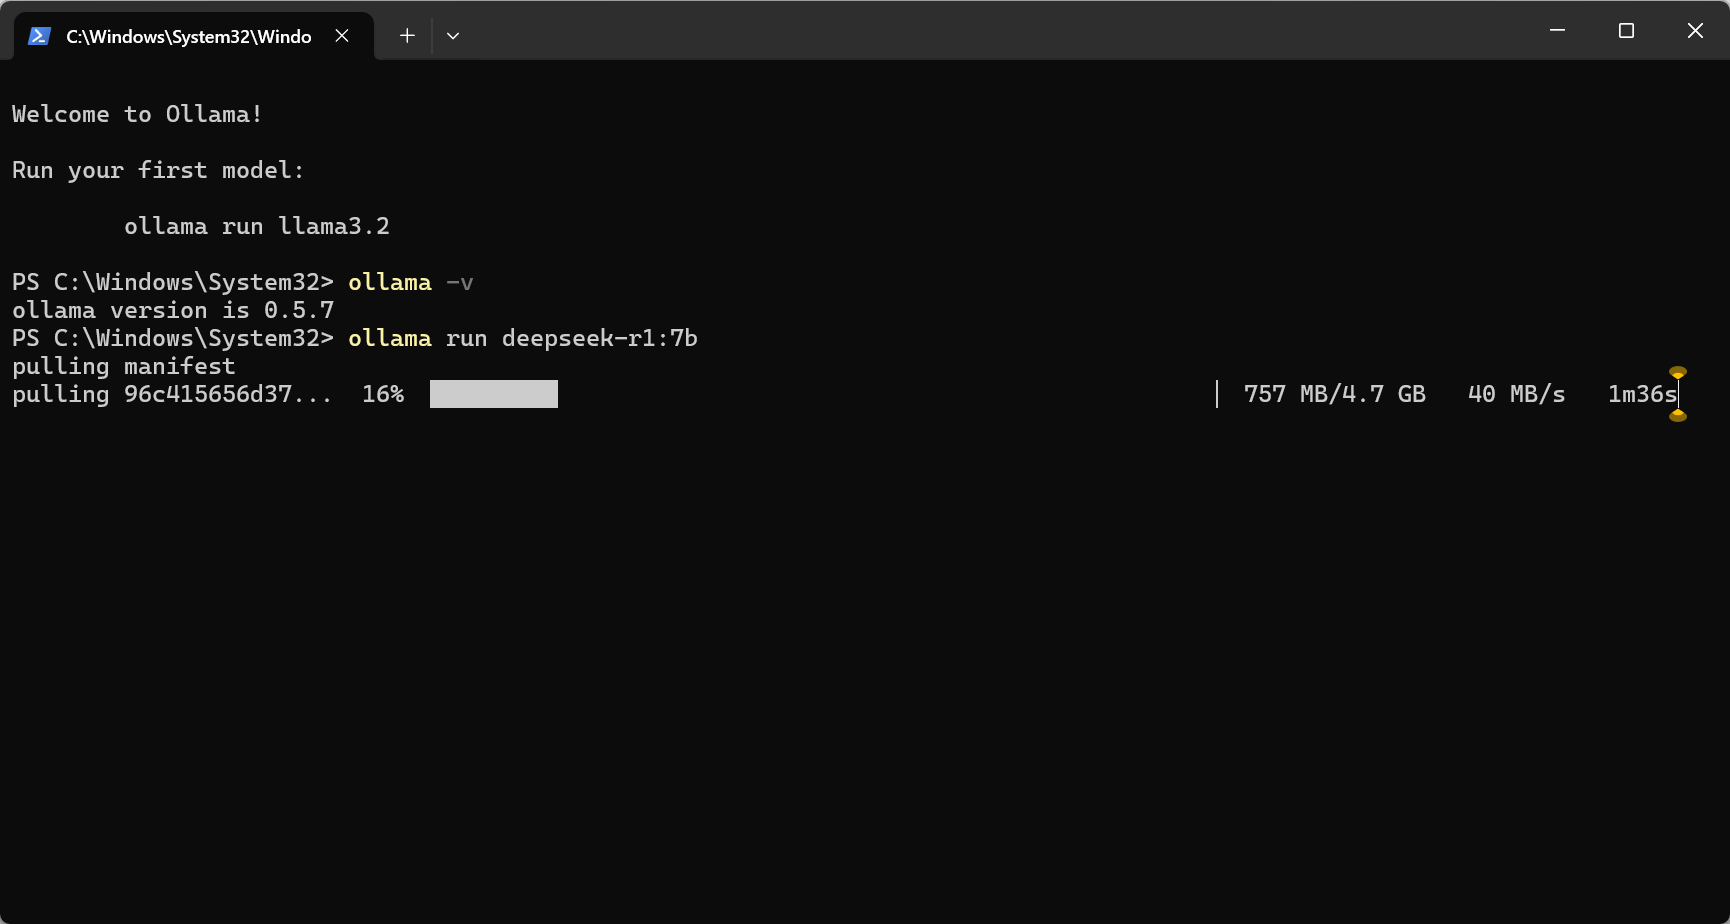 C:\Windows\System32\Windo
Welcome to Ollama!
Run your first model:
ollama run llama3.2
PS C:\Windows\System32> ollama -v
ollama version is 0.5.7
PS C:\Windows\System32> ollama run deepseek-r1:7b
pulling manifest
pulling 96c415656d37... 16% 757 MB/4.7 GB 40 MB/s 1m36s